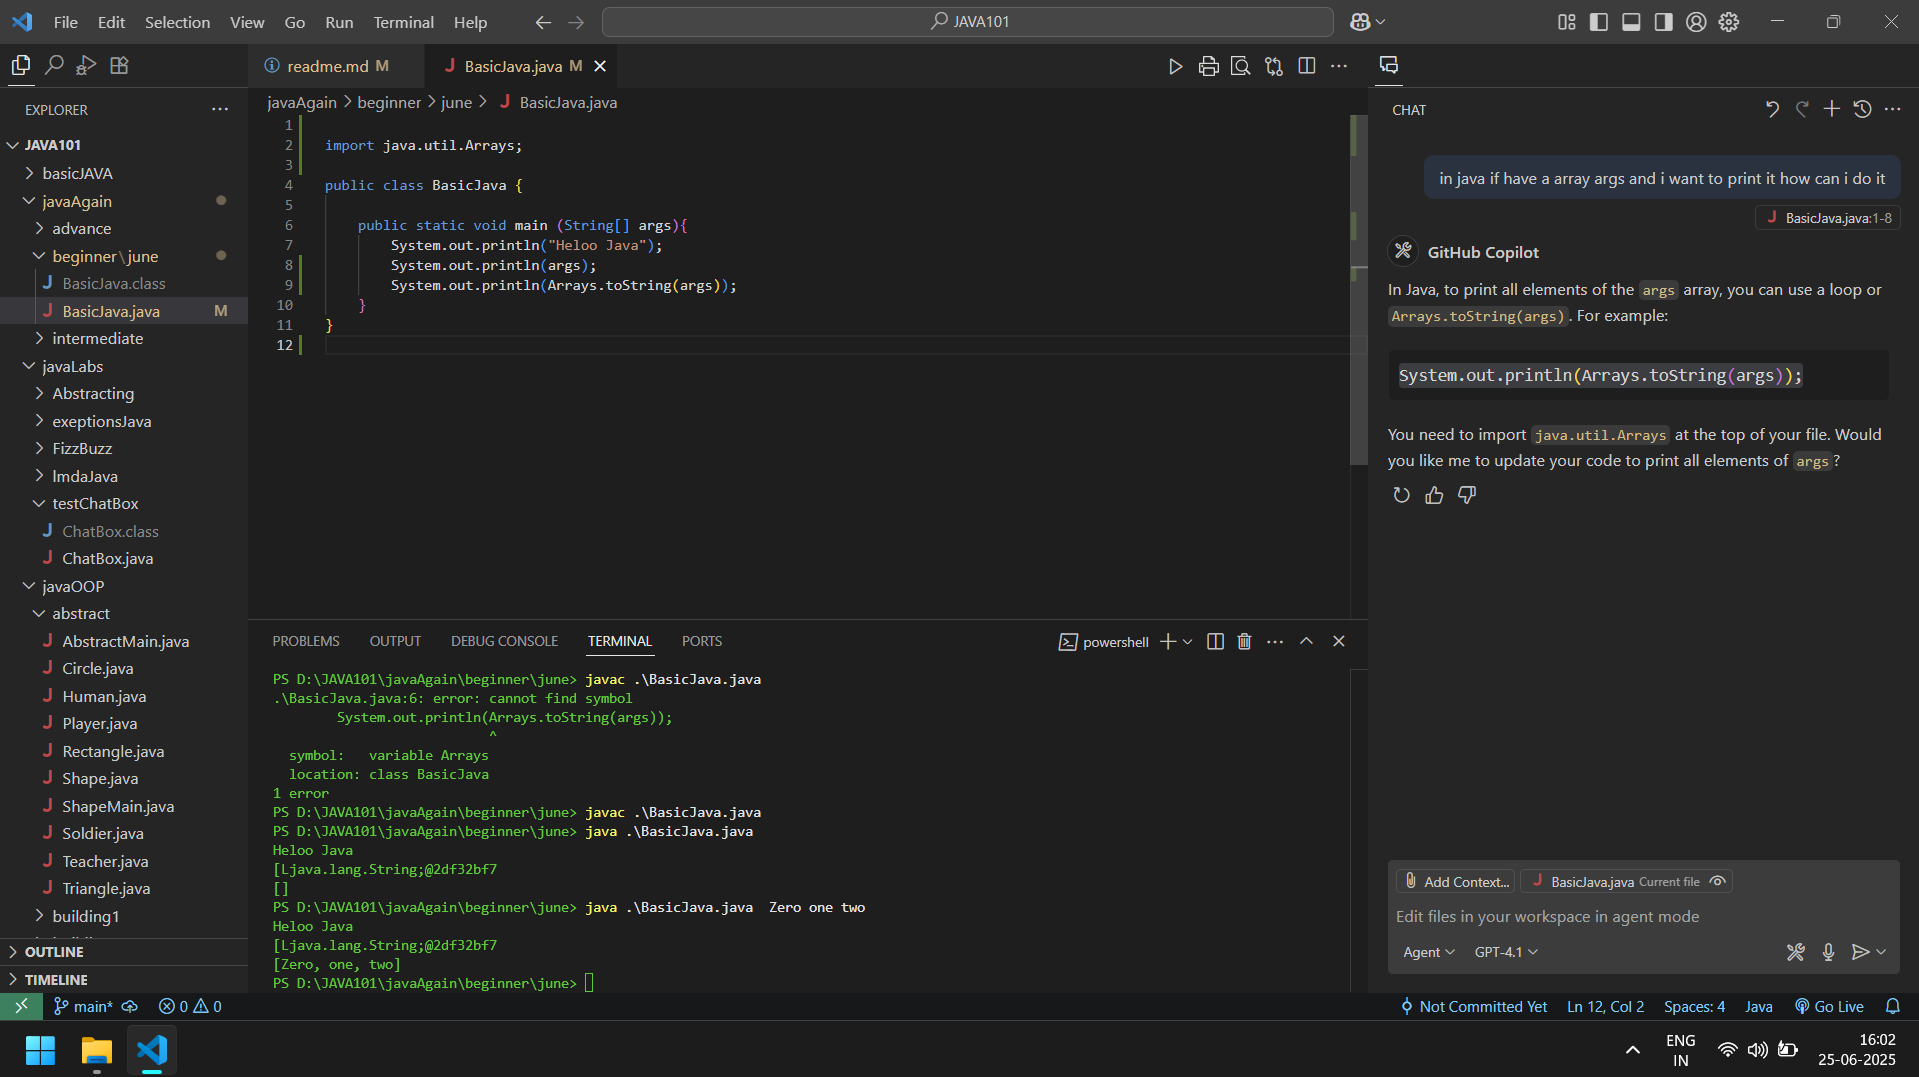 File Edit Selection View Go Run Terminal Help
JAVA101
readme.md M
BasicJava.java M
EXPLORER
JAVA101
basicJAVA
javaAgain
advance
beginner\june
BasicJava.class
BasicJava.java M
intermediate
javaLabs
Abstracting
exeptionsJava
FizzBuzz
lmdaJava
testChatBox
ChatBox.class
ChatBox.java
javaOOP
abstract
AbstractMain.java
Circle.java
Human.java
Player.java
Rectangle.java
Shape.java
ShapeMain.java
Soldier.java
Teacher.java
Triangle.java
building1
OUTLINE
TIMELINE
javaAgain > beginner > june > BasicJava.java
1
2 import java.util.Arrays;
3
4 public class BasicJava {
5
6 public static void main (String[] args){
7 System.out.println("Heloo Java");
8 System.out.println(args);
9 System.out.println(Arrays.toString(args));
10 }
11 }
12
PROBLEMS OUTPUT DEBUG CONSOLE TERMINAL PORTS
powershell
PS D:\JAVA101\javaAgain\beginner\june> javac .\BasicJava.java
.\BasicJava.java:6: error: cannot find symbol
System.out.println(Arrays.toString(args));
^
symbol: variable Arrays
location: class BasicJava
1 error
PS D:\JAVA101\javaAgain\beginner\june> javac .\BasicJava.java
PS D:\JAVA101\javaAgain\beginner\june> java .\BasicJava.java
Heloo Java
[Ljava.lang.String;@2df32bf7
[]
PS D:\JAVA101\javaAgain\beginner\june> java .\BasicJava.java Zero one two
Heloo Java
[Ljava.lang.String;@2df32bf7
[Zero, one, two]
PS D:\JAVA101\javaAgain\beginner\june>
CHAT
in java if have a array args and i want to print it how can i do it
BasicJava.java:1-8
GitHub Copilot
In Java, to print all elements of the args array, you can use a loop or
Arrays.toString(args). For example:
System.out.println(Arrays.toString(args));
You need to import java.util.Arrays at the top of your file. Would
you like me to update your code to print all elements of args?
Add Context... BasicJava.java Current file
Edit files in your workspace in agent mode
Agent GPT-4.1
main* 0 0
Not Committed Yet Ln 12, Col 2 Spaces: 4 Java Go Live
ENG
IN
16:02
25-06-2025